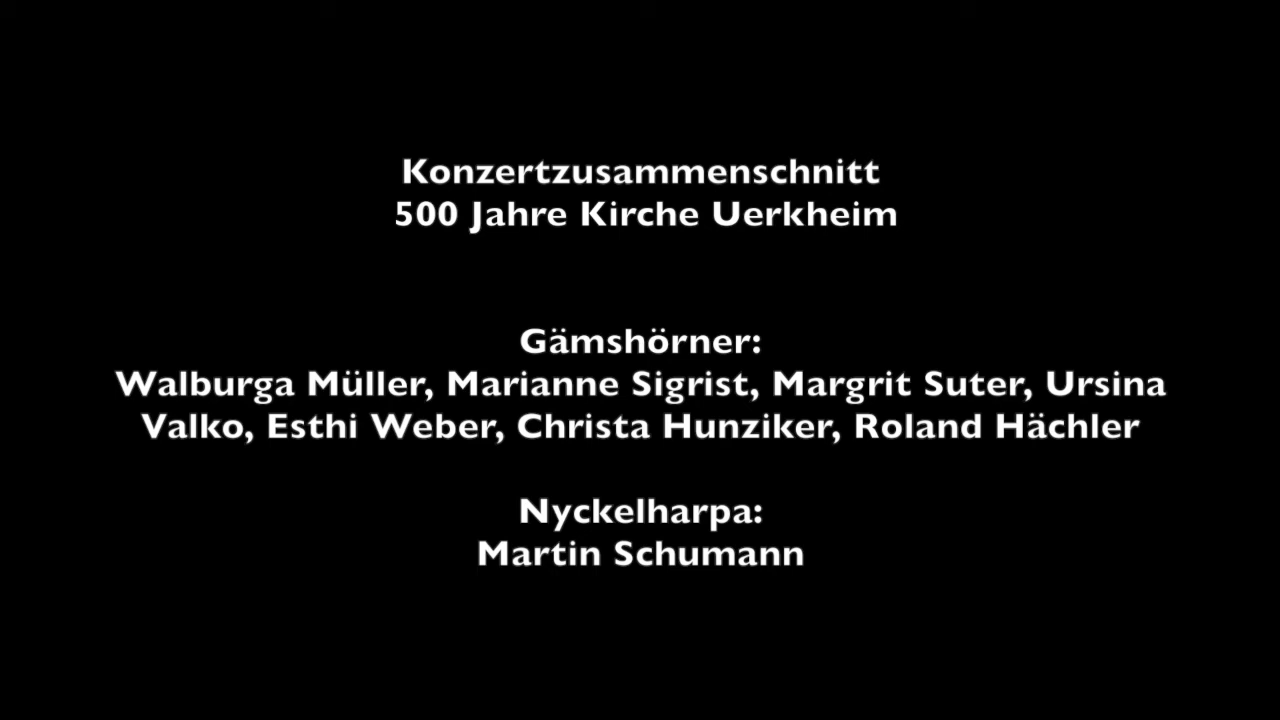 Konzertzusammenschnitt
500 Jahre Kirche Uerkheim
Gämshörner:
Walburga Müller, Marianne Sigrist, Margrit Suter, Ursina
Valko, Esthi Weber, Christa Hunziker, Roland Hächler
Nyckelharpa:
Martin Schumann